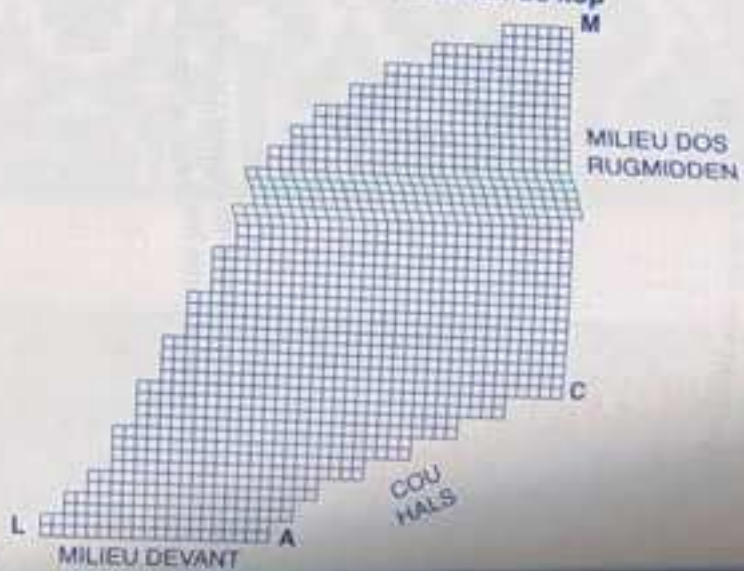 M
MILIEU DOS
RUGMIDDEN
C
COU
HALS
L
A
MILIEU DEVANT